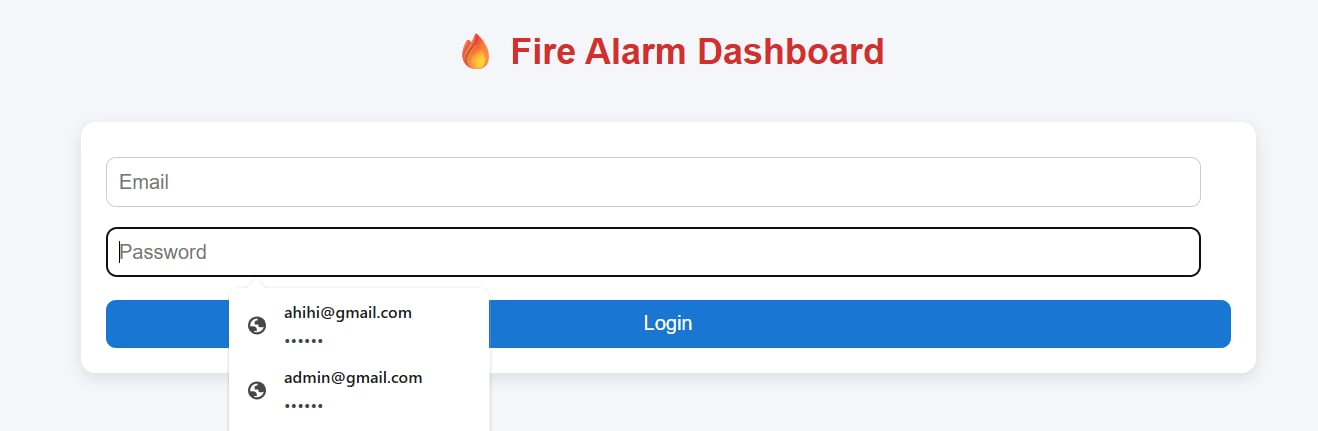 🔥 Fire Alarm Dashboard
Email
Password
Login
ahihi@gmail.com
••••••
admin@gmail.com
••••••